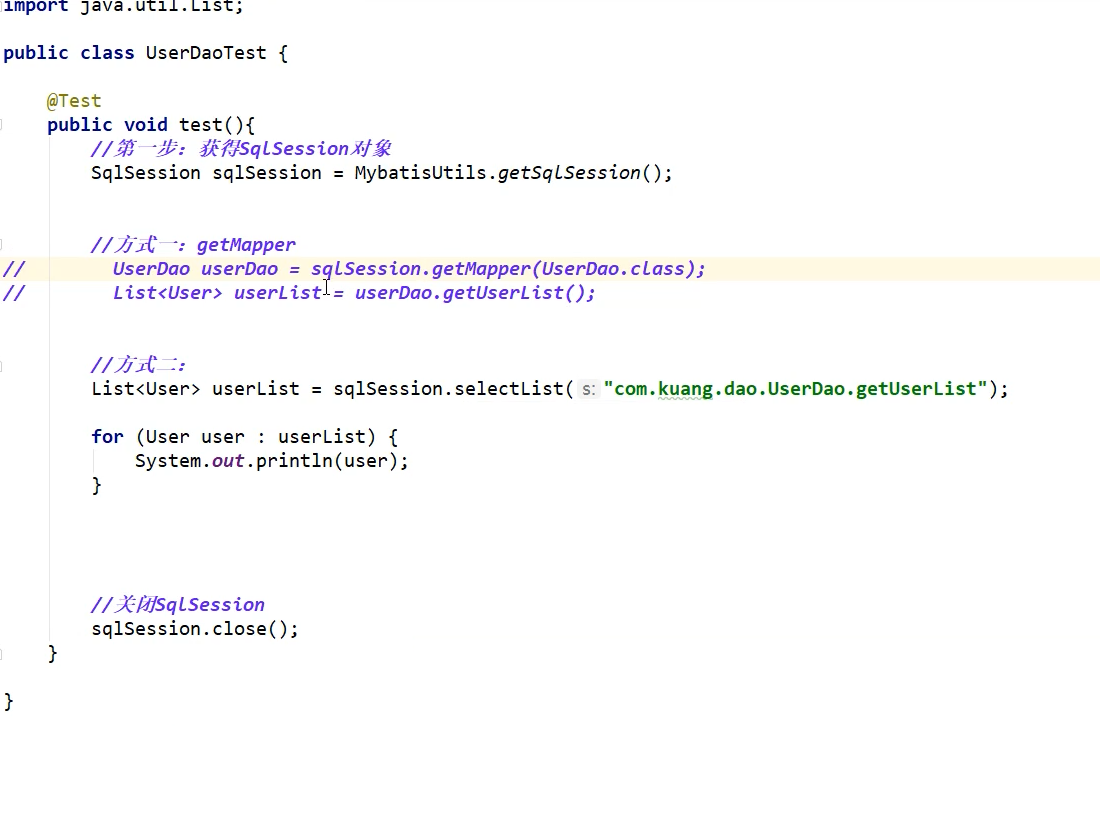 import java.util.List;
public class UserDaoTest {
@Test
public void test(){
//第一步：获得SqlSession对象
SqlSession sqlSession = MybatisUtils.getSqlSession();
//方式一：getMapper
// UserDao userDao = sqlSession.getMapper(UserDao.class);
// List<User> userList = userDao.getUserList();
//方式二：
List<User> userList = sqlSession.selectList( s: "com.kuang.dao.UserDao.getUserList");
for (User user : userList) {
System.out.println(user);
}
//关闭SqlSession
sqlSession.close();
}
}